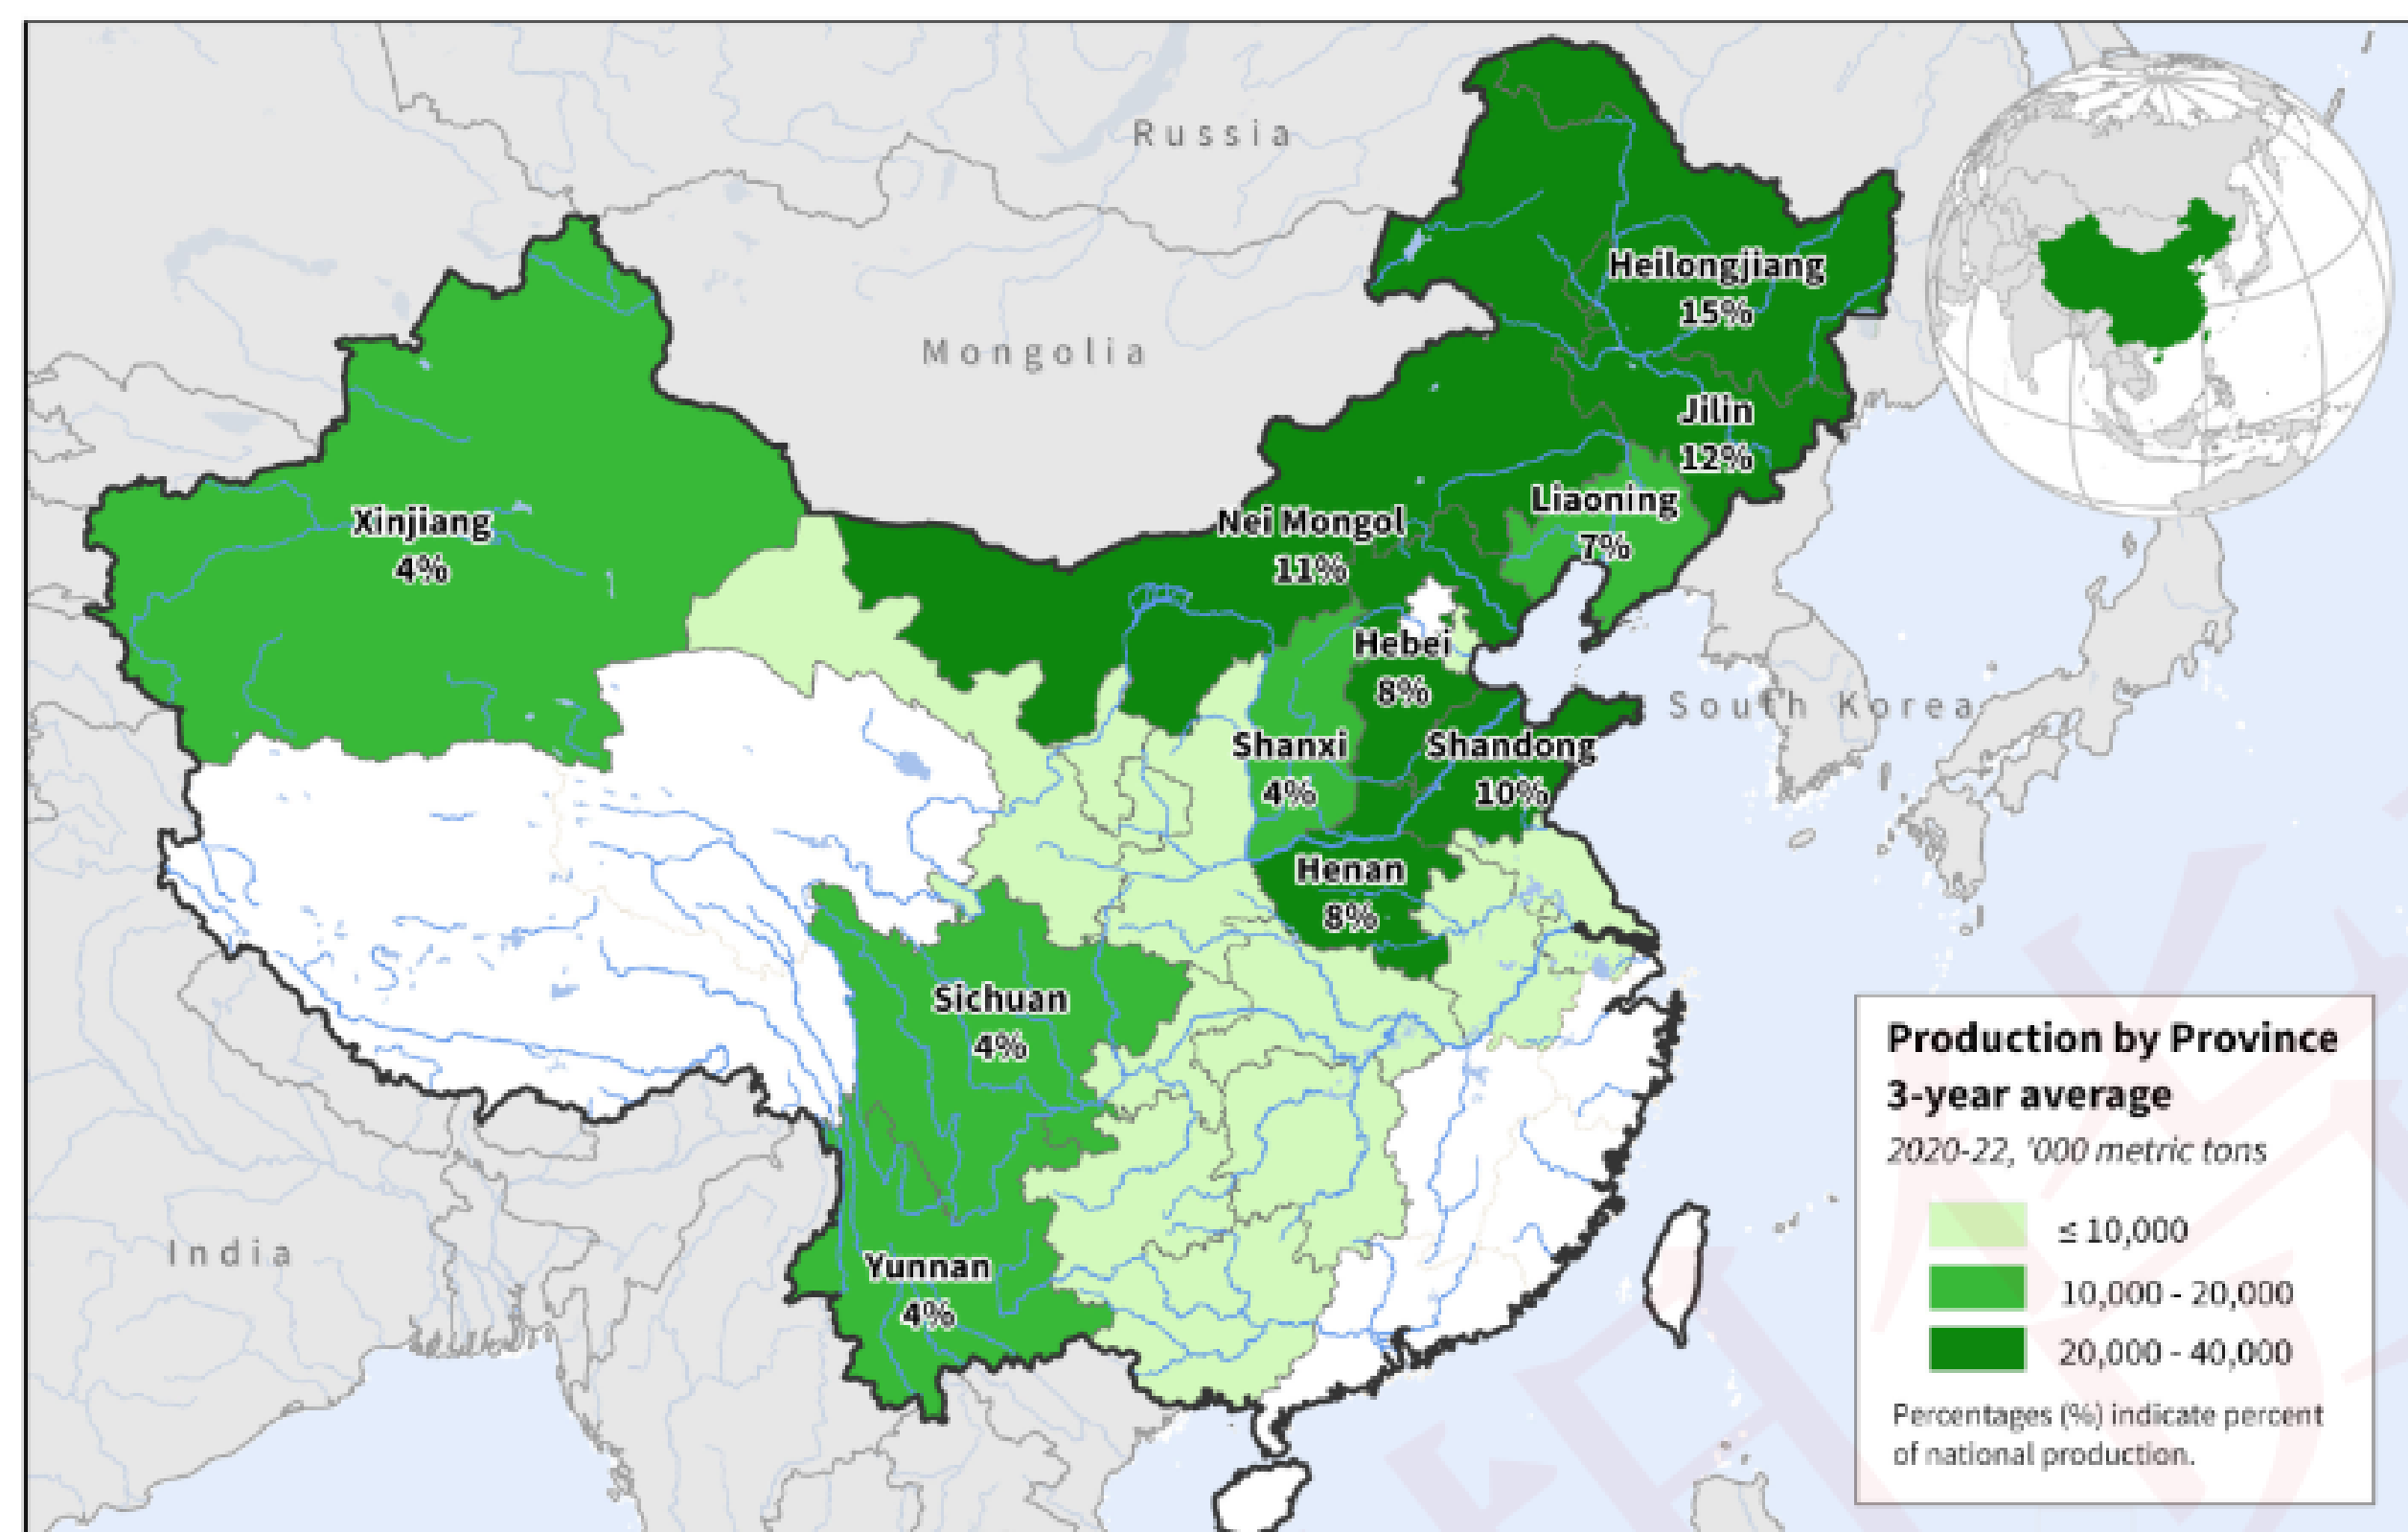 Russia
Mongolia
Heilongjiang
15%
Jilin
12%
Liaoning
7%
Xinjiang
4%
Nei Mongol
11%
Hebei
8%
South Korea
Shanxi
4%
Shandong
10%
Henan
8%
Sichuan
4%
Yunnan
4%
India
Production by Province
3-year average
2020-22, '000 metric tons
≤ 10,000
10,000 - 20,000
20,000 - 40,000
Percentages (%) indicate percent
of national production.